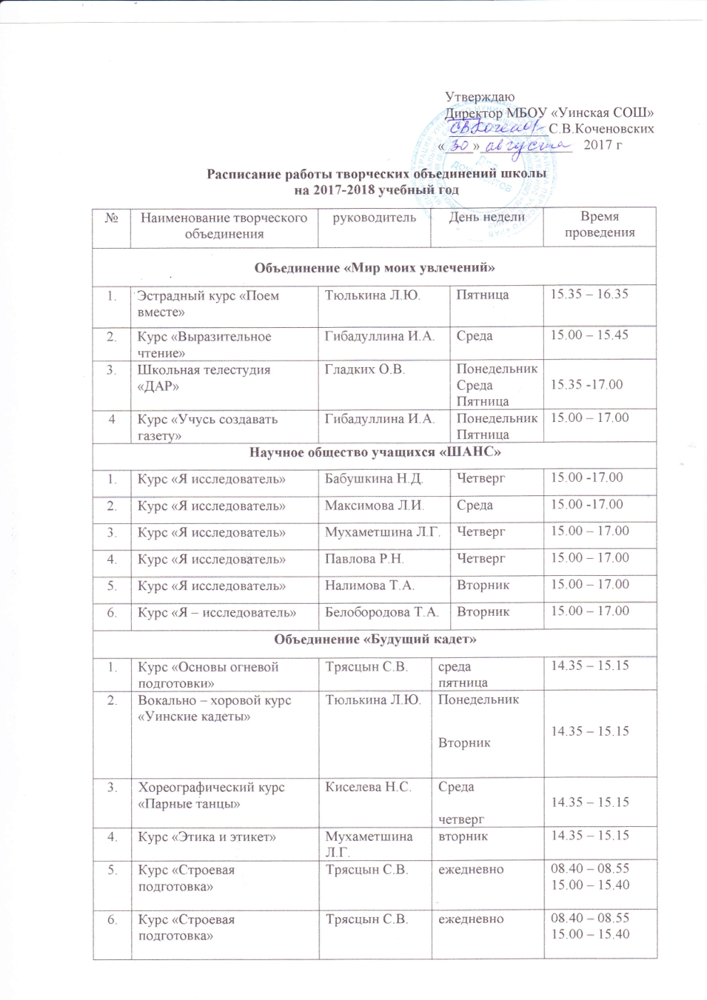 Утверждаю
Директор МБОУ «Уинская СОШ»
С.В.Коченовских
«30» августа 2017 г
Расписание работы творческих объединений школы
на 2017-2018 учебный год
№ Наименование творческого объединения руководитель День недели Время проведения
Объединение «Мир моих увлечений»
1. Эстрадный курс «Поем вместе» Тюлькина Л.Ю. Пятница 15.35 – 16.35
2. Курс «Выразительное чтение» Гибадуллина И.А. Среда 15.00 – 15.45
3. Школьная телестудия «ДАР» Гладких О.В. Понедельник Среда Пятница 15.35 -17.00
4 Курс «Учусь создавать газету» Гибадуллина И.А. Понедельник Пятница 15.00 – 17.00
Научное общество учащихся «ШАНС»
1. Курс «Я исследователь» Бабушкина Н.Д. Четверг 15.00 -17.00
2. Курс «Я исследователь» Максимова Л.И. Среда 15.00 -17.00
3. Курс «Я исследователь» Мухаметшина Л.Г. Четверг 15.00 – 17.00
4. Курс «Я исследователь» Павлова Р.Н. Четверг 15.00 – 17.00
5. Курс «Я исследователь» Налимова Т.А. Вторник 15.00 – 17.00
6. Курс «Я – исследователь» Белобородова Т.А. Вторник 15.00 – 17.00
Объединение «Будущий кадет»
1. Курс «Основы огневой подготовки» Трясцын С.В. среда пятница 14.35 – 15.15
2. Вокально – хоровой курс «Уинские кадеты» Тюлькина Л.Ю. Понедельник Вторник 14.35 – 15.15
3. Хореографический курс «Парные танцы» Киселева Н.С. Среда четверг 14.35 – 15.15
4. Курс «Этика и этикет» Мухаметшина Л.Г. вторник 14.35 – 15.15
5. Курс «Строевая подготовка» Трясцын С.В. ежедневно 08.40 – 08.55 15.00 – 15.40
6. Курс «Строевая подготовка» Трясцын С.В. ежедневно 08.40 – 08.55 15.00 – 15.40